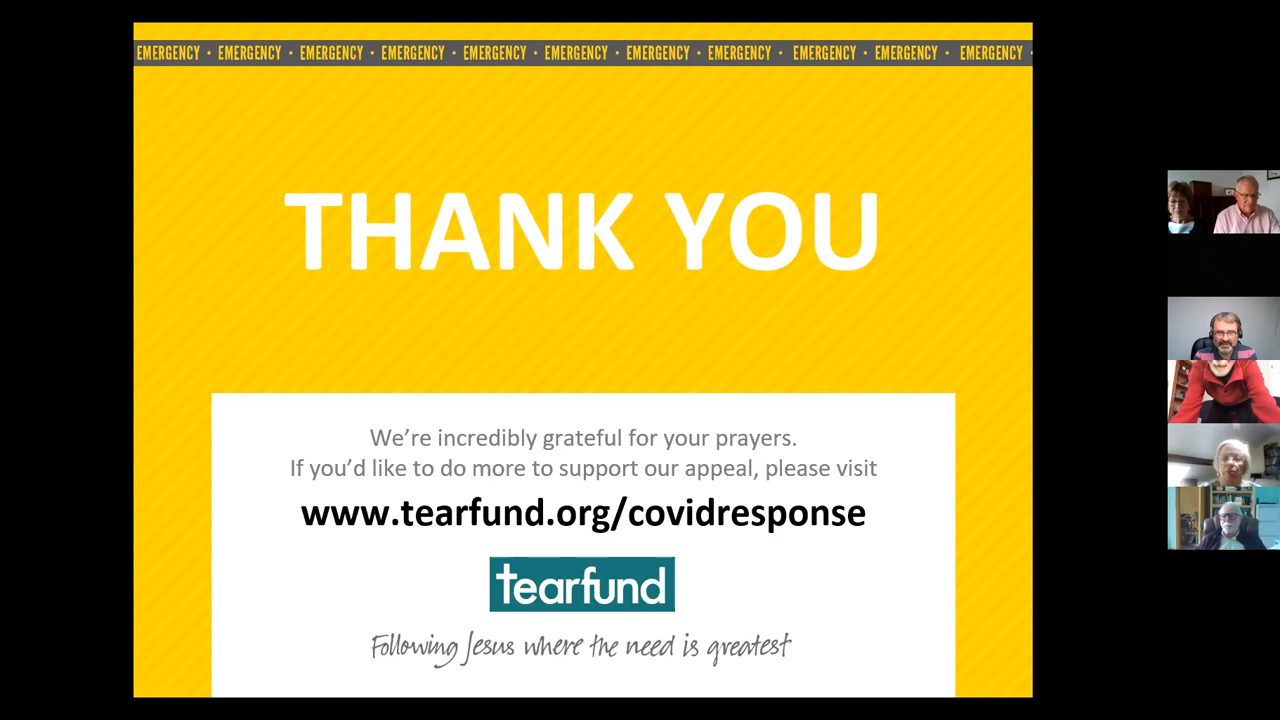 EMERGENCY • EMERGENCY • EMERGENCY • EMERGENCY • EMERGENCY • EMERGENCY • EMERGENCY • EMERGENCY • EMERGENCY • EMERGENCY • EMERGENCY •
THANK YOU
We're incredibly grateful for your prayers.
If you'd like to do more to support our appeal, please visit
www.tearfund.org/covidresponse
tearfund
Following Jesus where the need is greatest